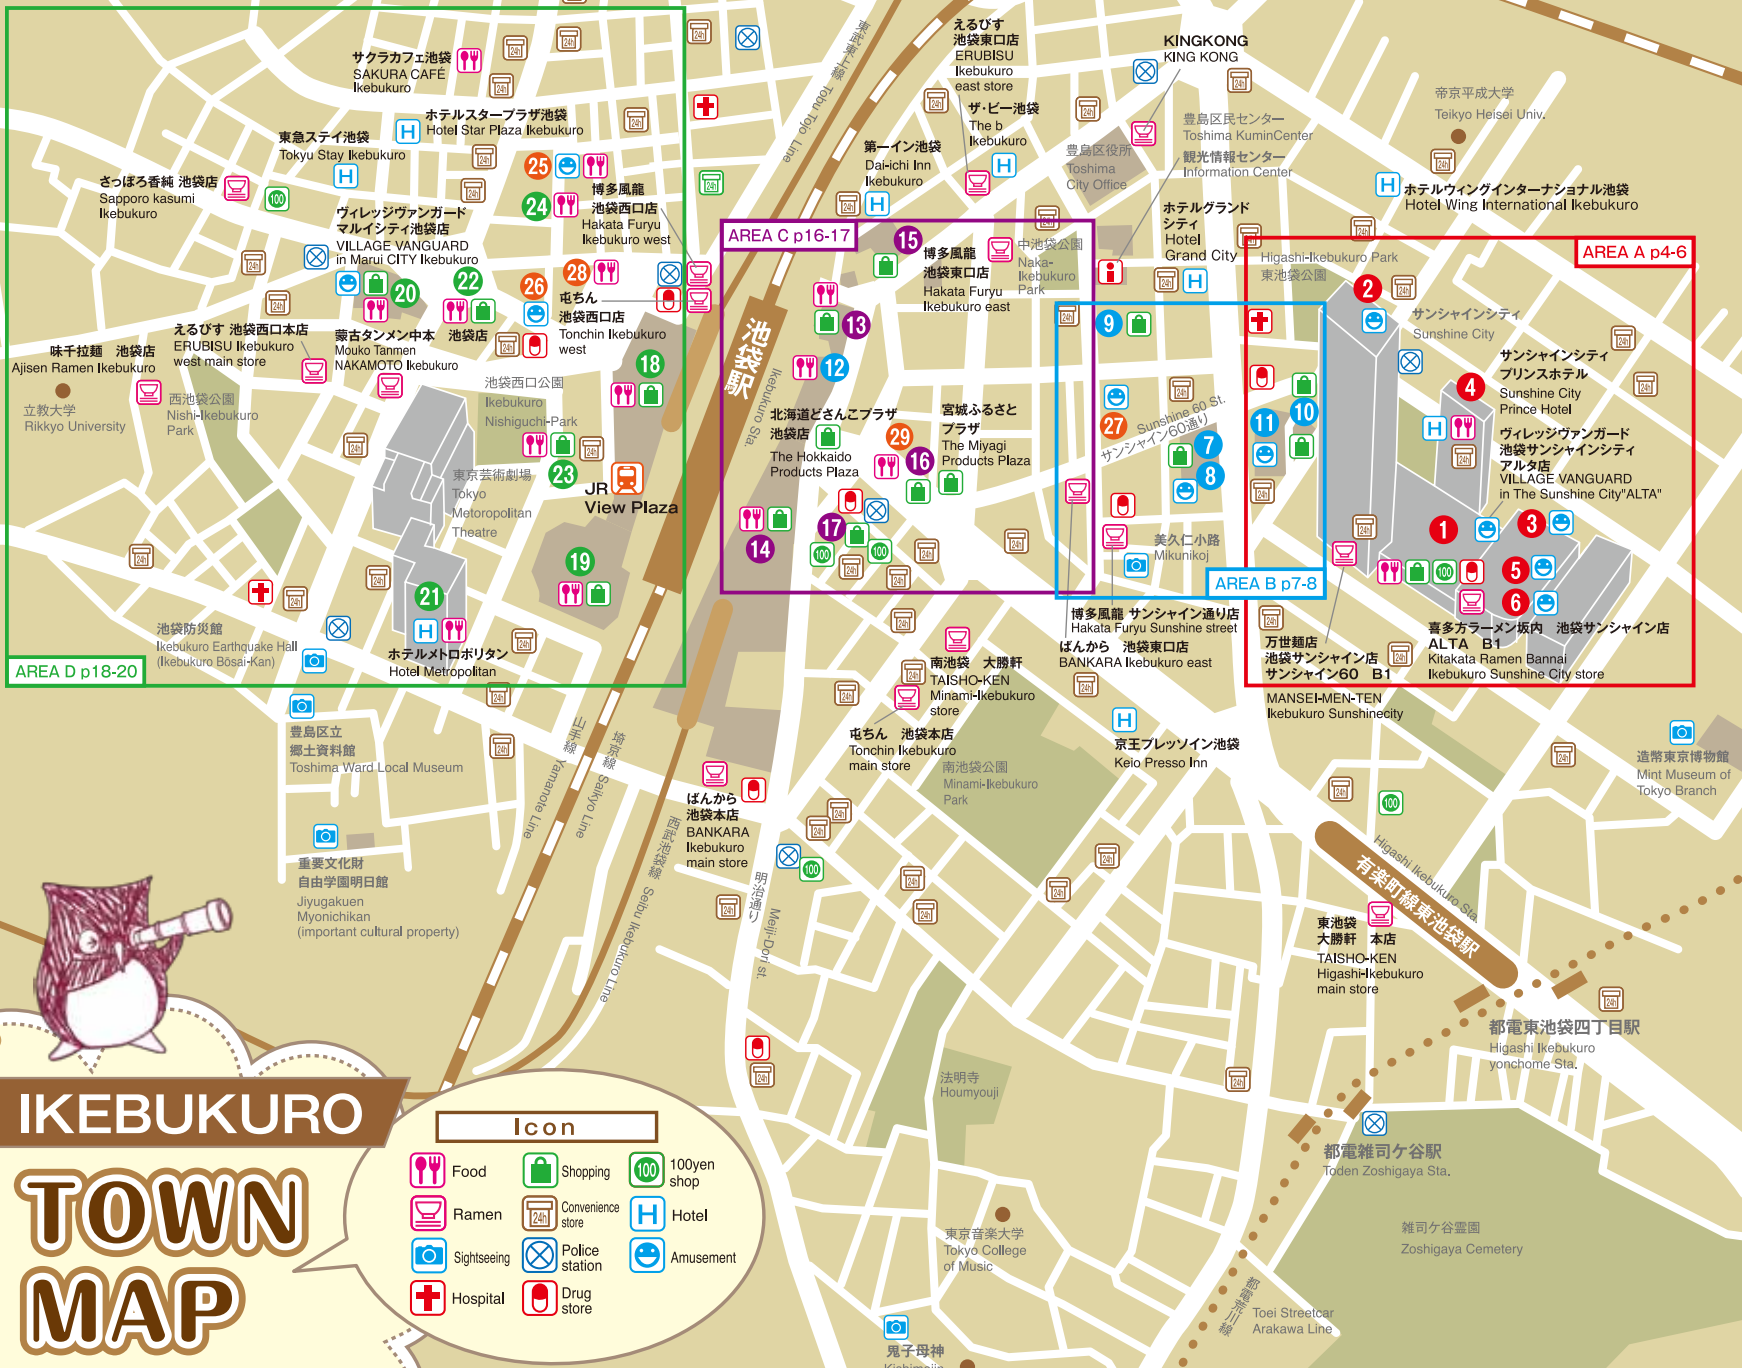 サクラカフェ池袋
SAKURA CAFÉ
Ikebukuro
ホテルスタープラザ池袋
Hotel Star Plaza Ikebukuro
東急ステイ池袋
Tokyu Stay Ikebukuro
さっぽろ香純 池袋店
Sapporo kasumi
Ikebukuro
100
ヴィレッジヴァンガード
マルイシティ池袋店
VILLAGE VANGUARD
in Marui CITY Ikebukuro
25
24
博多風龍
池袋西口店
Hakata Furyu
Ikebukuro west
28
26
22
20
屯ちん
池袋西口店
Tonchin Ikebukuro
west
えるびす 池袋西口本店
ERUBISU Ikebukuro
west main store
蒙古タンメン中本 池袋店
Mouko Tanmen
NAKAMOTO Ikebukuro
味千拉麺 池袋店
Ajisen Ramen Ikebukuro
立教大学
Rikkyo University
西池袋公園
Nishi-Ikebukuro
Park
池袋西口公園
Ikebukuro
Nishiguchi-Park
18
23
JR
View Plaza
東京芸術劇場
Tokyo
Metoropolitan
Theatre
19
21
ホテルメトロポリタン
Hotel Metropolitan
池袋防災館
Ikebukuro Earthquake Hall
(Ikebukuro Bōsai-Kan)
AREA D p18-20
豊島区立
郷土資料館
Toshima Ward Local Museum
重要文化財
自由学園明日館
Jiyugakuen
Myonichikan
(important cultural property)
東武東上線 Tobu Tojo Line
池袋駅
Ikebukuro Sta.
山手線 Yamanote Line
埼京線 Saikyo Line
西武池袋線 Seibu Ikebukuro Line
明治通り
Meiji-Dori st.
えるびす
池袋東口店
ERUBISU
Ikebukuro
east store
ザ・ビー池袋
The b
Ikebukuro
第一イン池袋
Dai-ichi Inn
Ikebukuro
KINGKONG
KING KONG
豊島区役所
Toshima
City Office
豊島区民センター
Toshima KuminCenter
観光情報センター
Information Center
帝京平成大学
Teikyo Heisei Univ.
ホテルウィングインターナショナル池袋
Hotel Wing International Ikebukuro
ホテルグランド
シティ
Hotel
Grand City
AREA C p16-17
15
博多風龍
池袋東口店
Hakata Furyu
Ikebukuro east
中池袋公園
Naka-
Ikebukuro
Park
13
12
北海道どさんこプラザ
池袋店
The Hokkaido
Products Plaza
29
16
宮城ふるさと
プラザ
The Miyagi
Products Plaza
17
14
100
100
9
27
Sunshine 60 St.
サンシャイン60通り
7
8
11
10
美久仁小路
Mikunikoj
AREA B p7-8
Higashi-Ikebukuro Park
東池袋公園
AREA A p4-6
2
サンシャインシティ
Sunshine City
サンシャインシティ
プリンスホテル
Sunshine City
Prince Hotel
4
ヴィレッジヴァンガード
池袋サンシャインシティ
アルタ店
VILLAGE VANGUARD
in The Sunshine City"ALTA"
1
3
5
6
100
喜多方ラーメン坂内 池袋サンシャイン店
ALTA B1
Kitakata Ramen Bannai
Ikebukuro Sunshine City store
万世麺店
池袋サンシャイン店
サンシャイン60 B1
MANSEI-MEN-TEN
Ikebukuro Sunshinecity
博多風龍 サンシャイン通り店
Hakata Furyu Sunshine street
ばんから 池袋東口店
BANKARA Ikebukuro east
南池袋 大勝軒
TAISHO-KEN
Minami-Ikebukuro
store
屯ちん 池袋本店
Tonchin Ikebukuro
main store
南池袋公園
Minami-Ikebukuro
Park
京王プレッソイン池袋
Keio Presso Inn
ばんから
池袋本店
BANKARA
Ikebukuro
main store
100
造幣東京博物館
Mint Museum of
Tokyo Branch
100
Higashi Ikebukuro Sta.
有楽町線東池袋駅
東池袋
大勝軒 本店
TAISHO-KEN
Higashi-Ikebukuro
main store
都電東池袋四丁目駅
Higashi Ikebukuro
yonchome Sta.
法明寺
Houmyouji
都電雑司ケ谷駅
Toden Zoshigaya Sta.
雑司ケ谷霊園
Zoshigaya Cemetery
東京音楽大学
Tokyo College
of Music
都電荒川線
Toei Streetcar
Arakawa Line
鬼子母神
IKEBUKURO
TOWN
MAP
Icon
Food
Shopping
100
100yen
shop
Ramen
24h
Convenience
store
H
Hotel
Sightseeing
Police
station
Amusement
Hospital
Drug
store